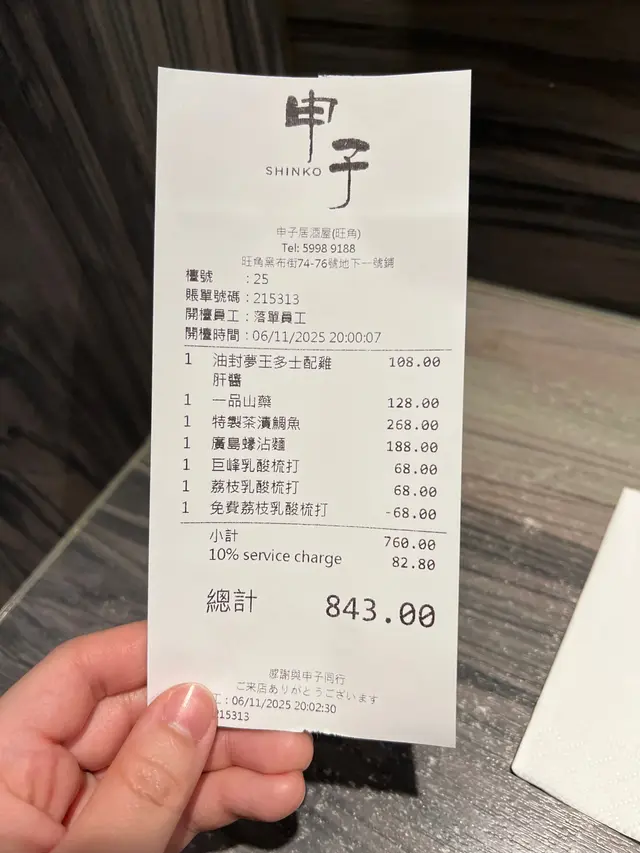 申子
SHINKO
申子居酒屋(旺角)
Tel: 5998 9188
旺角黑布街74-76號地下一號鋪
檯號 : 25
賬單號碼 : 215313
開檯員工 : 落單員工
開檯時間 : 06/11/2025 20:00:07
1 油封夢王多士配雞 108.00
肝醬
1 一品山藥 128.00
1 特製茶漬鯛魚 268.00
1 廣島蠔沾麵 188.00
1 巨峰乳酸梳打 68.00
1 荔枝乳酸梳打 68.00
1 免費荔枝乳酸梳打 -68.00
小計 760.00
10% service charge 82.80
總計 843.00
感謝與申子同行
ご来店ありがとうございます
: 06/11/2025 20:02:30
215313